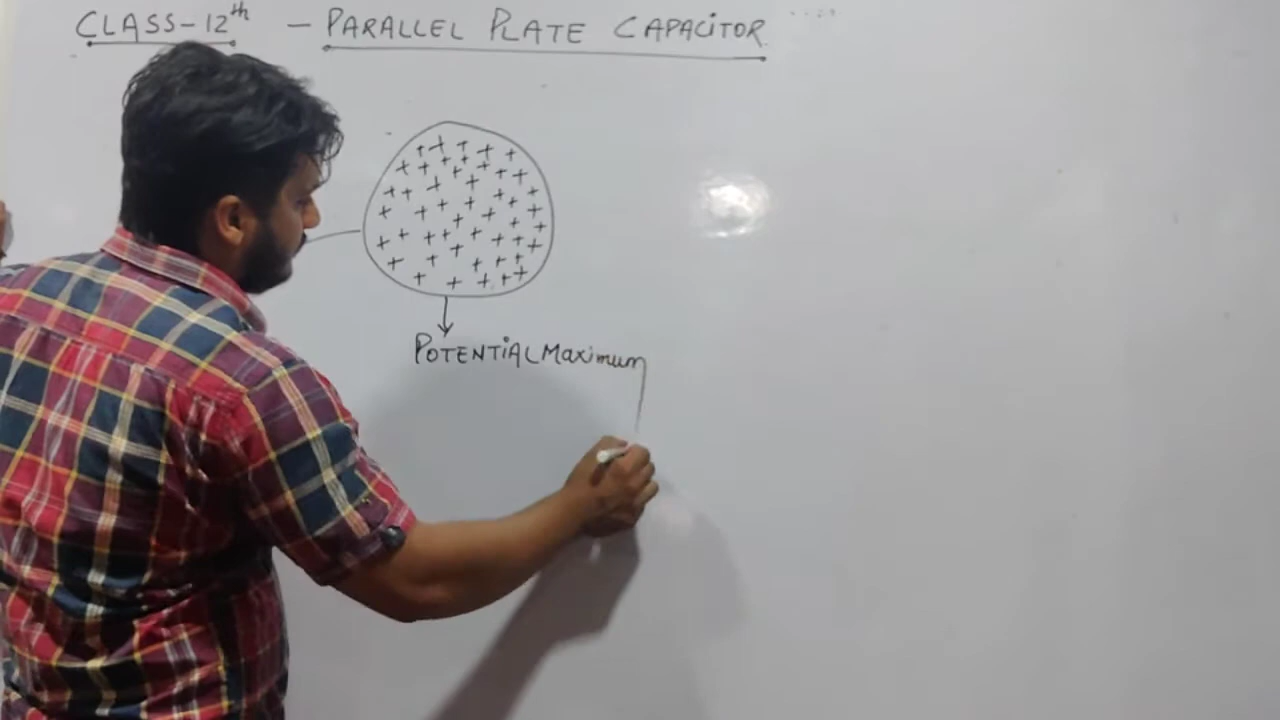 CLASS-12th - PARALLEL PLATE CAPACITOR
POTENTIAL Maximum